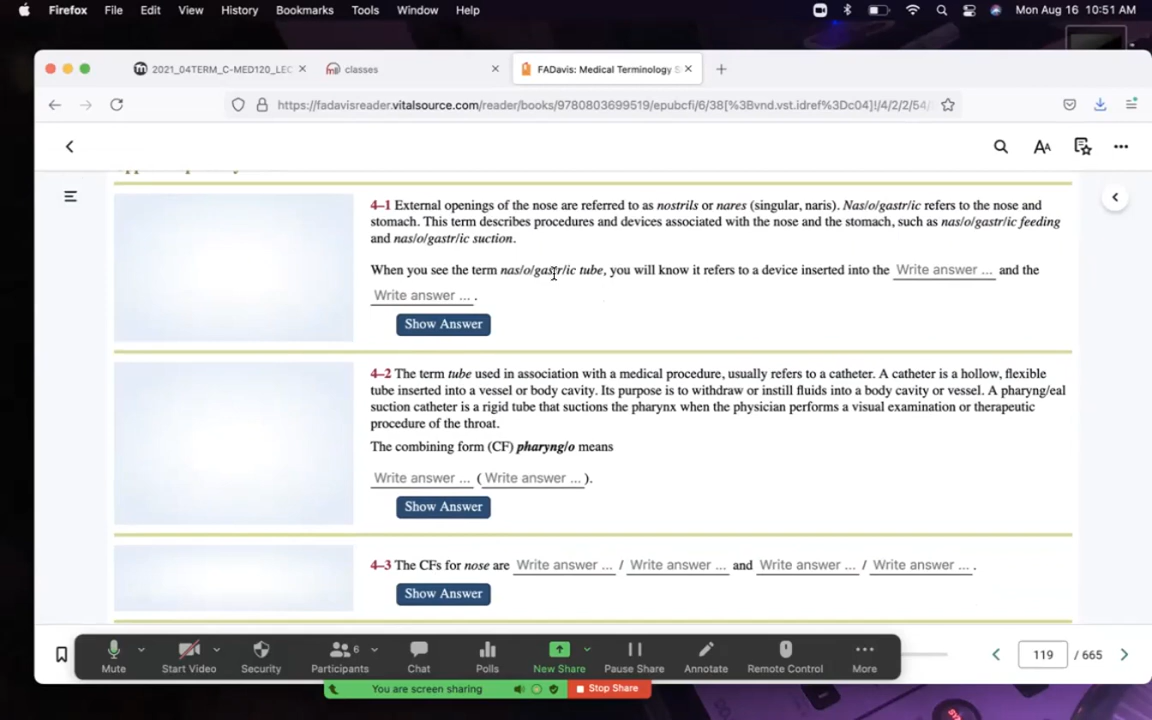 Firefox File Edit View History Bookmarks Tools Window Help Mon Aug 16 10:51 AM
2021_04TERM_C-MED120_LEC classes FADavis: Medical Terminology S
https://fadavisreader.vitalsource.com/reader/books/9780803699519/epubcfi/6/38[%3Bvnd.vst.idref%3Dc04]!/4/2/2/54/
4–1 External openings of the nose are referred to as nostrils or nares (singular, naris). Nas/o/gastr/ic refers to the nose and
stomach. This term describes procedures and devices associated with the nose and the stomach, such as nas/o/gastr/ic feeding
and nas/o/gastr/ic suction.
When you see the term nas/o/gastr/ic tube, you will know it refers to a device inserted into the Write answer ... and the
Write answer ... .
Show Answer
4–2 The term tube used in association with a medical procedure, usually refers to a catheter. A catheter is a hollow, flexible
tube inserted into a vessel or body cavity. Its purpose is to withdraw or instill fluids into a body cavity or vessel. A pharyng/eal
suction catheter is a rigid tube that suctions the pharynx when the physician performs a visual examination or therapeutic
procedure of the throat.
The combining form (CF) pharyng/o means
Write answer ... (Write answer ... ).
Show Answer
4–3 The CFs for nose are Write answer ... / Write answer ... and Write answer ... / Write answer ... .
Show Answer
Mute Start Video Security Participants 6 Chat Polls New Share Pause Share Annotate Remote Control More
119 / 665
You are screen sharing Stop Share